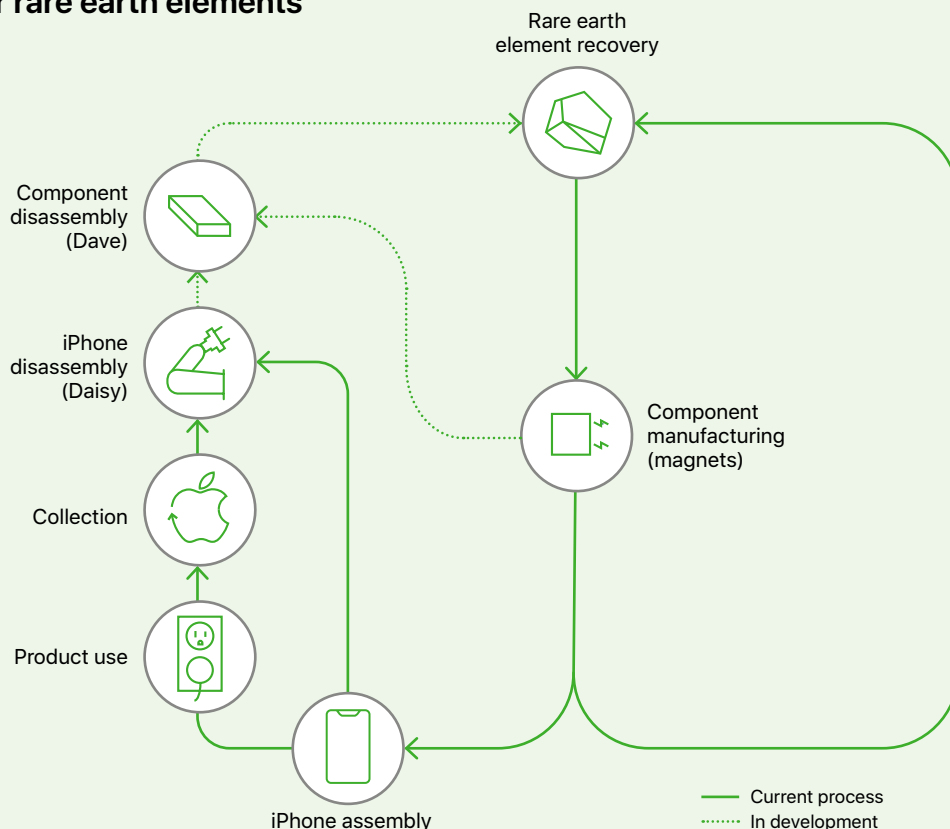 rare earth elements
Rare earth
element recovery
Component
disassembly
(Dave)
iPhone
disassembly
(Daisy)
Component
manufacturing
(magnets)
Collection
Product use
iPhone assembly
Current process
In development